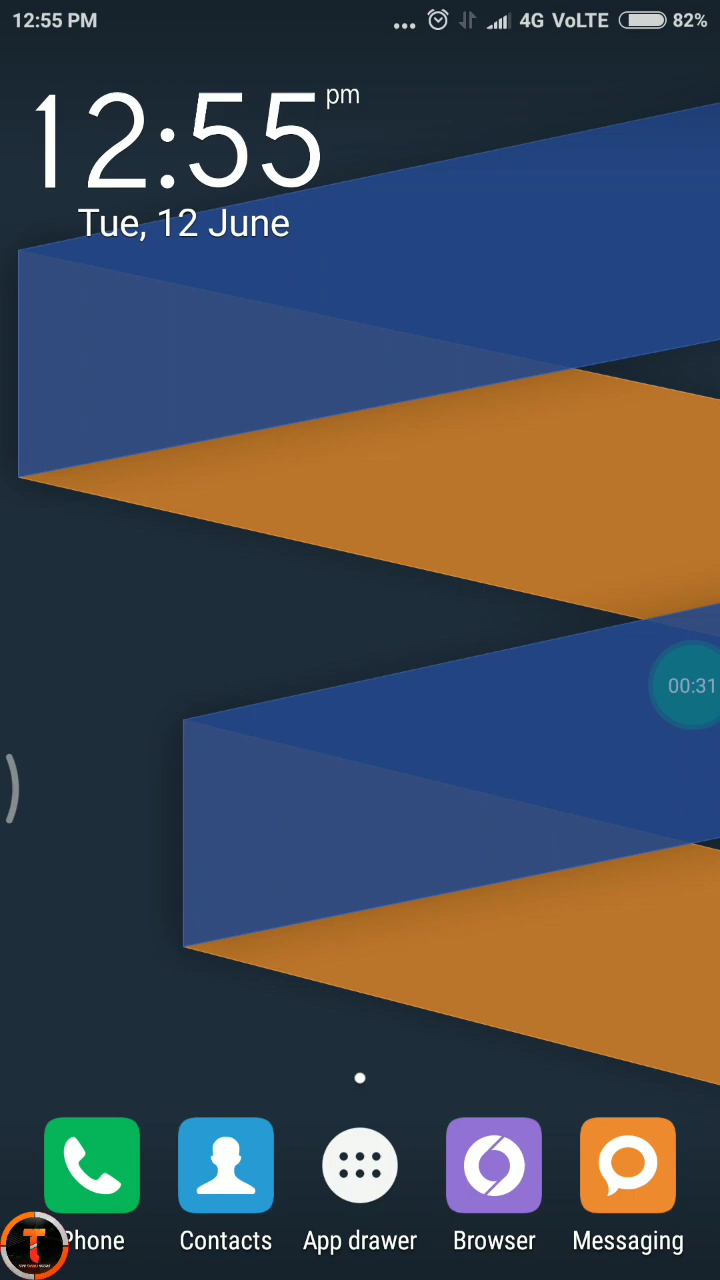 12:55 PM ... 4G VoLTE 82%
12:55 pm
Tue, 12 June
00:31
Phone Contacts App drawer Browser Messaging
T